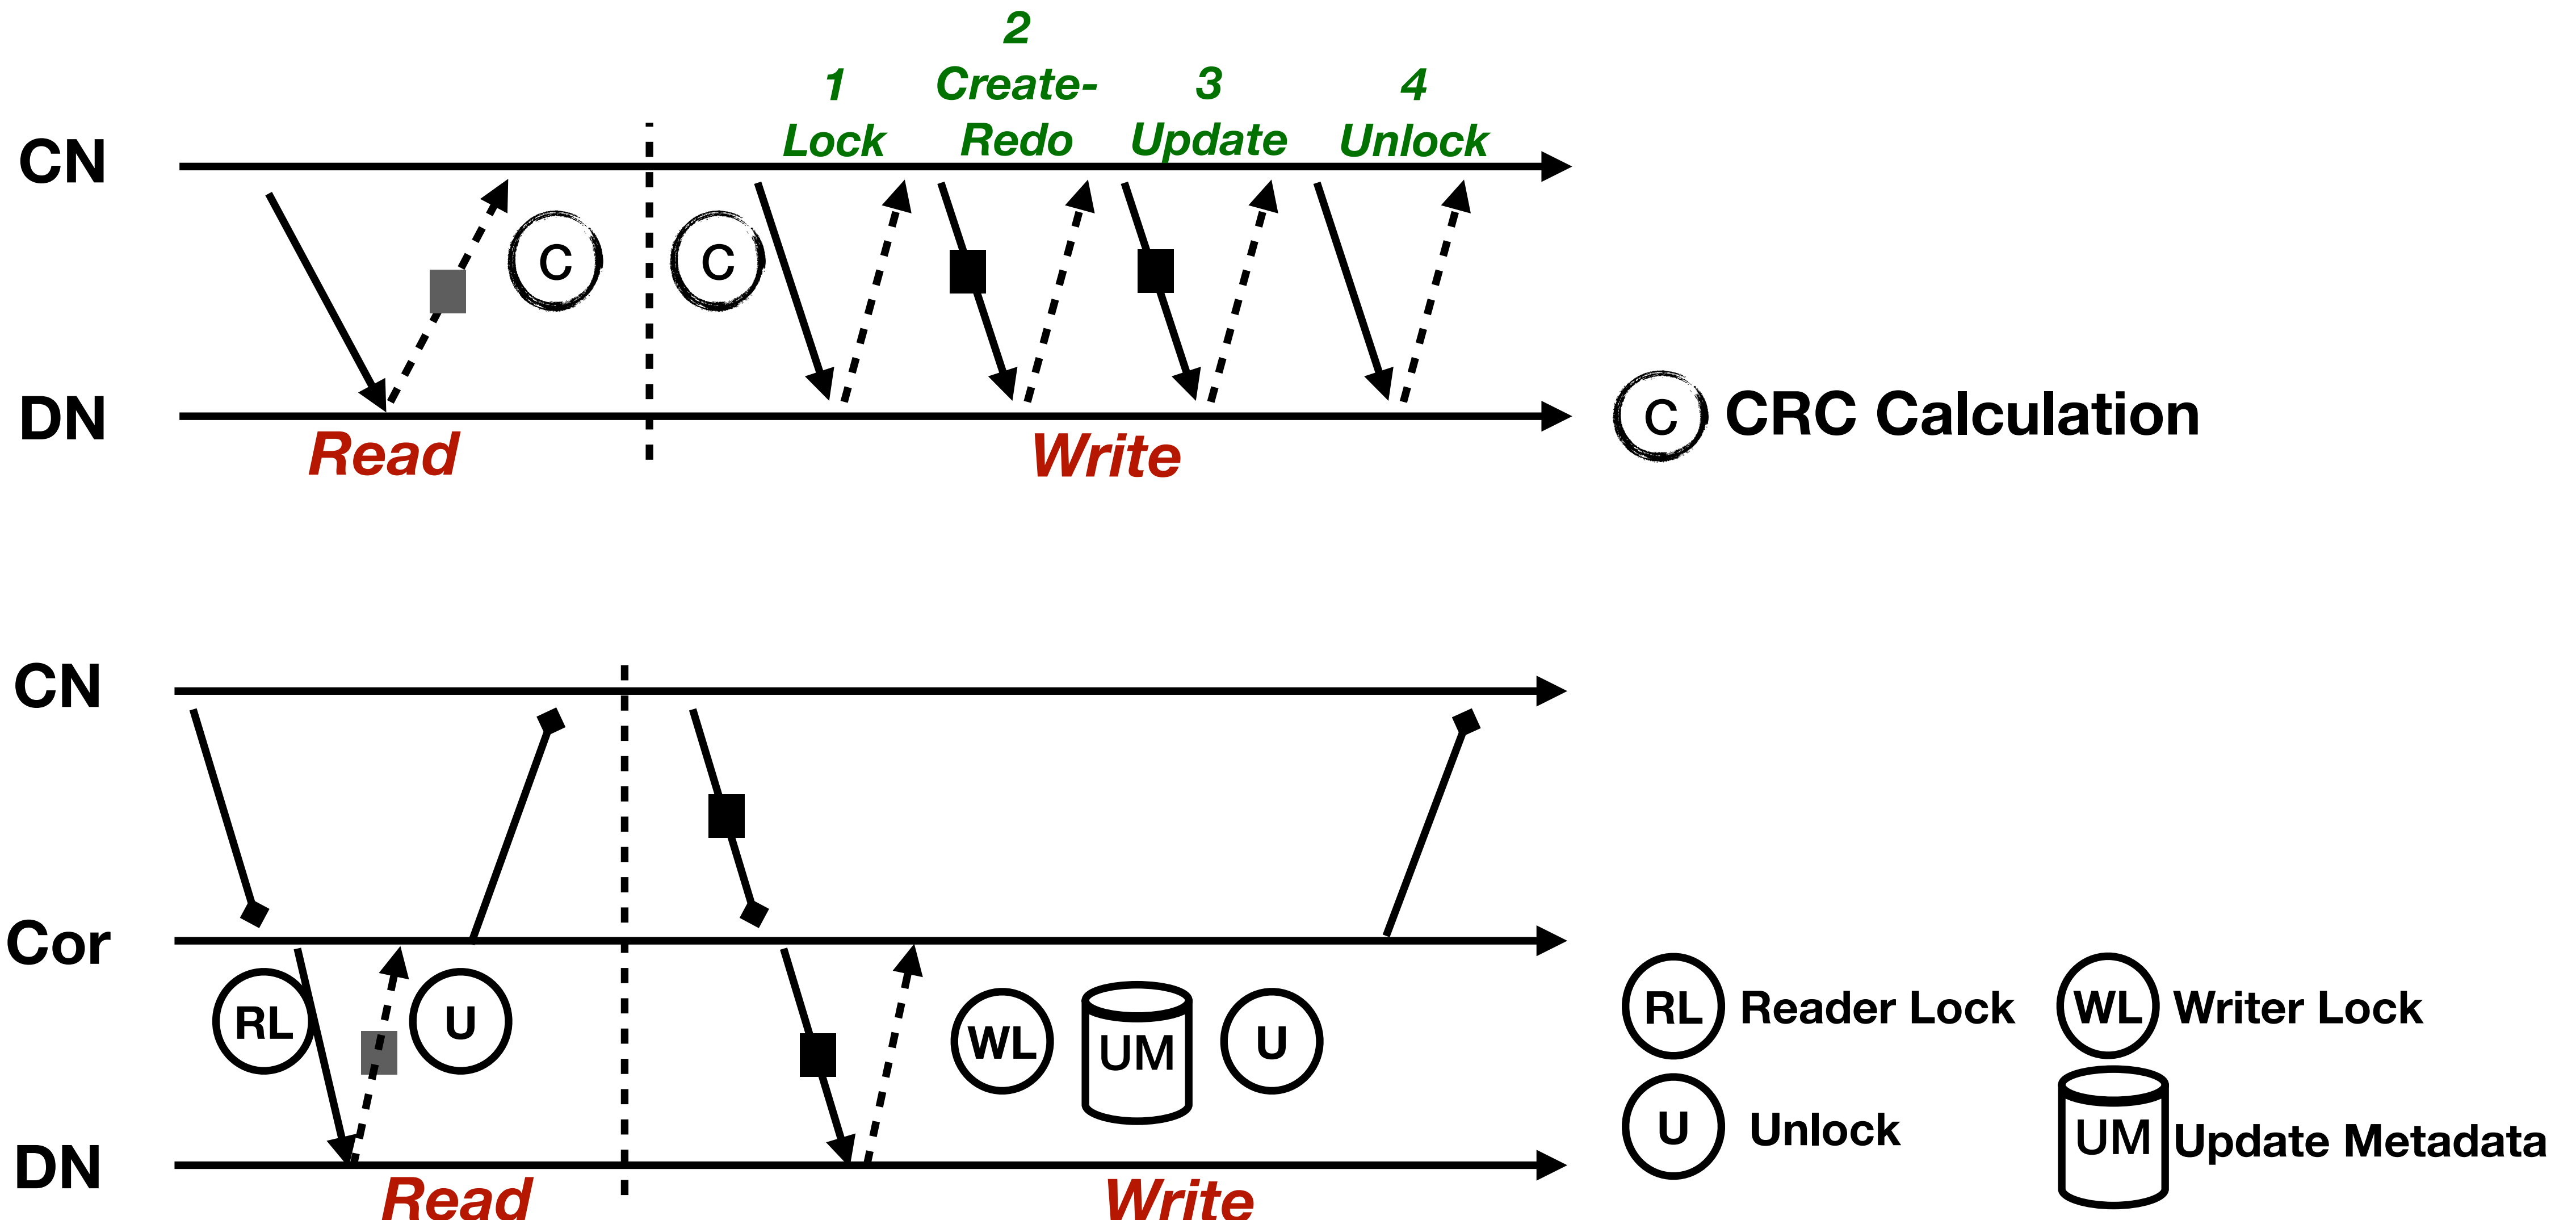 2
1 Create- 3 4
Lock Redo Update Unlock
CN
C C
DN
C CRC Calculation
Read Write
CN
Cor
RL U WL UM U
RL Reader Lock WL Writer Lock
U Unlock UM Update Metadata
DN
Read Write